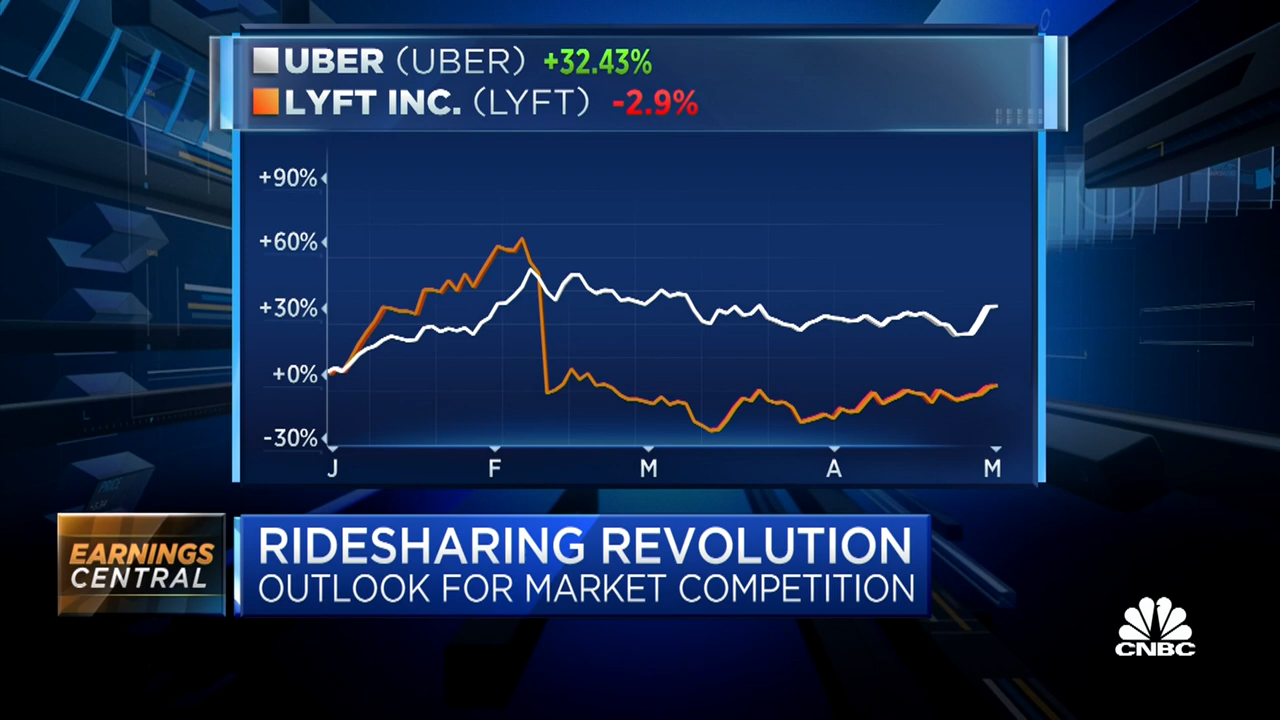 UBER (UBER) +32.43%
LYFT INC. (LYFT) -2.9%
+90%
+60%
+30%
+0%
-30%
J F M A M
EARNINGS
CENTRAL
RIDESHARING REVOLUTION
OUTLOOK FOR MARKET COMPETITION
CNBC
PRICE